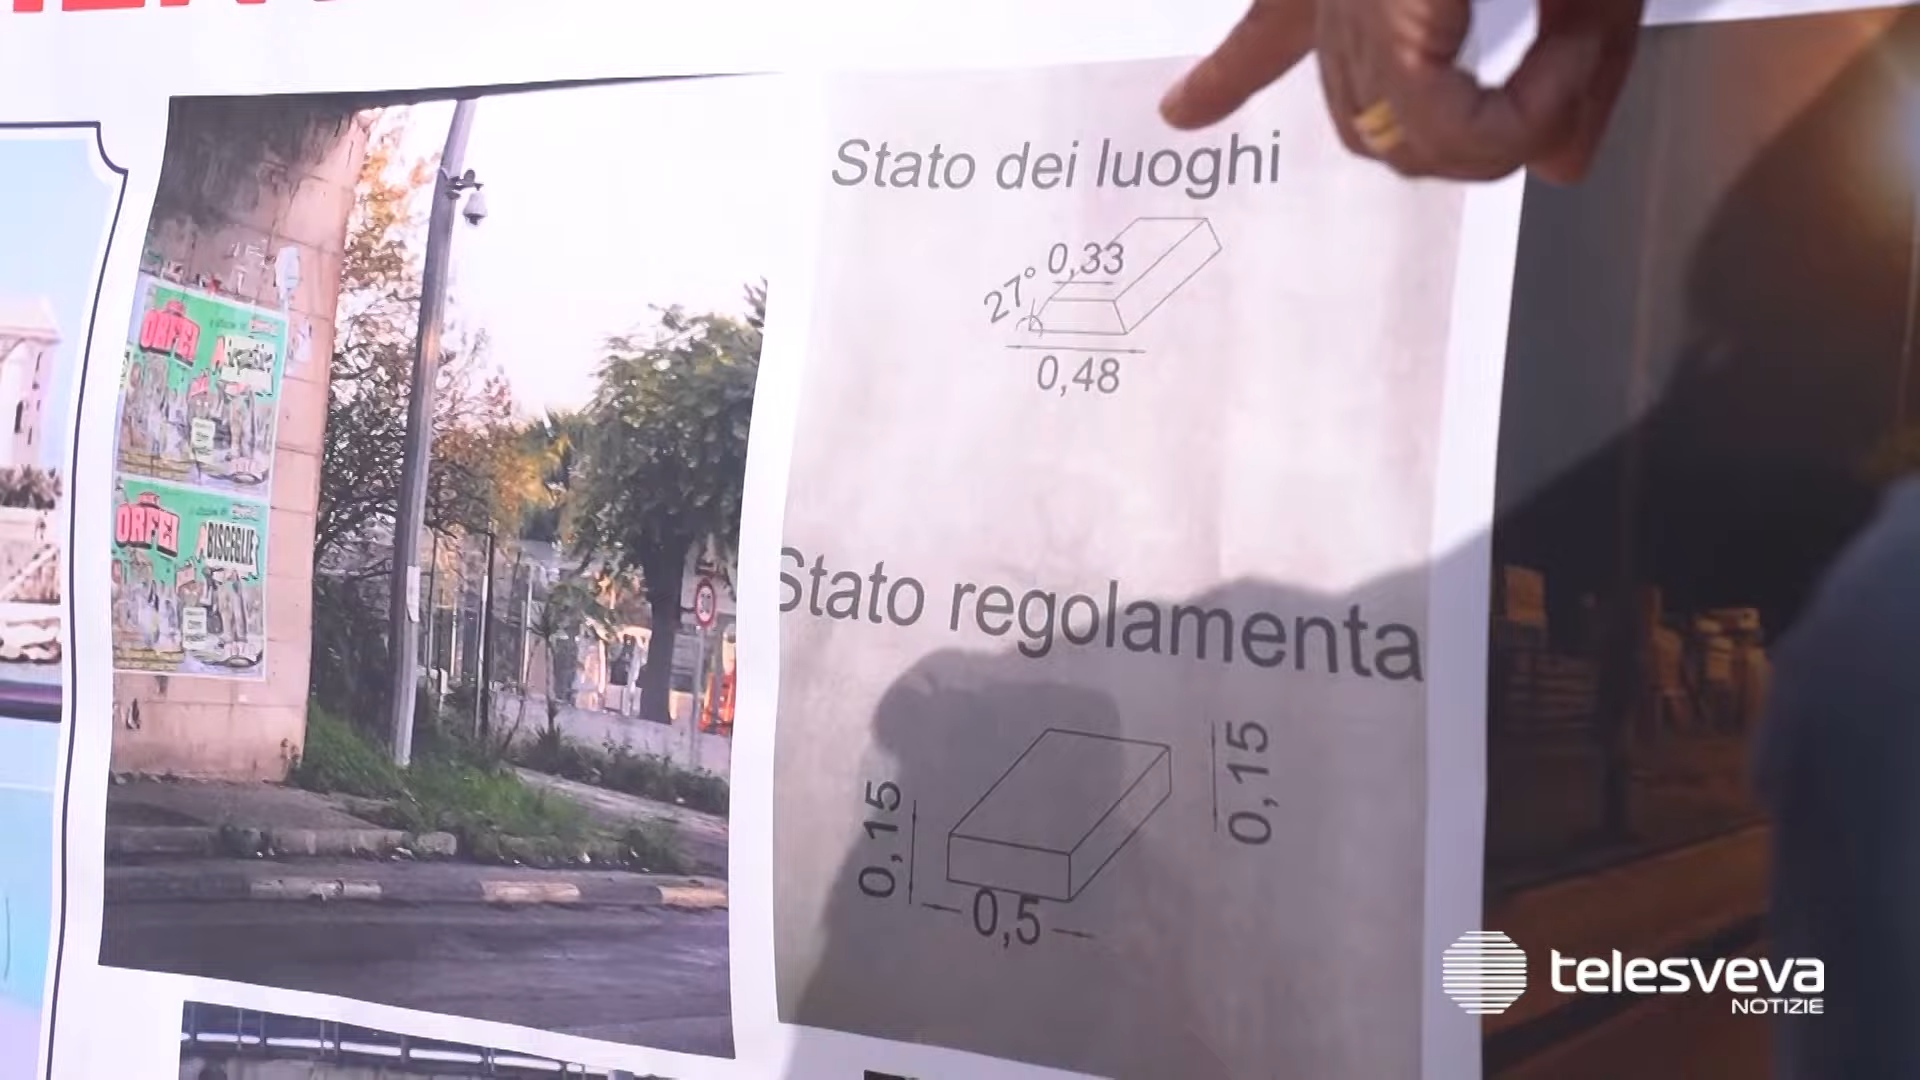 ORFEI
ORFEI
A BISCEGLIE
30
Stato dei luoghi
0,33
27°
0,48
Stato regolamenta
0,15
0,15
0,5
telesveva
NOTIZIE